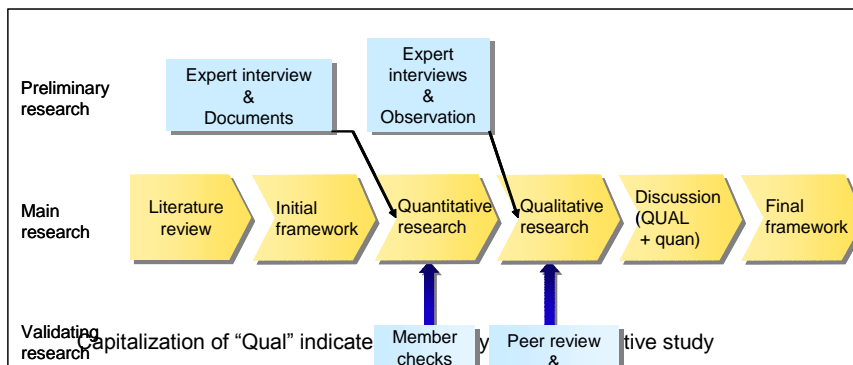 Preliminary
research
Expert interview
&
Documents
Expert
interviews
&
Observation
Main
research
Literature
review
Initial
framework
Quantitative
research
Qualitative
research
Discussion
(QUAL
+ quan)
Final
framework
Validating
research
Member
checks
Peer review
&
Capitalization of “Qual” indicate y tive study